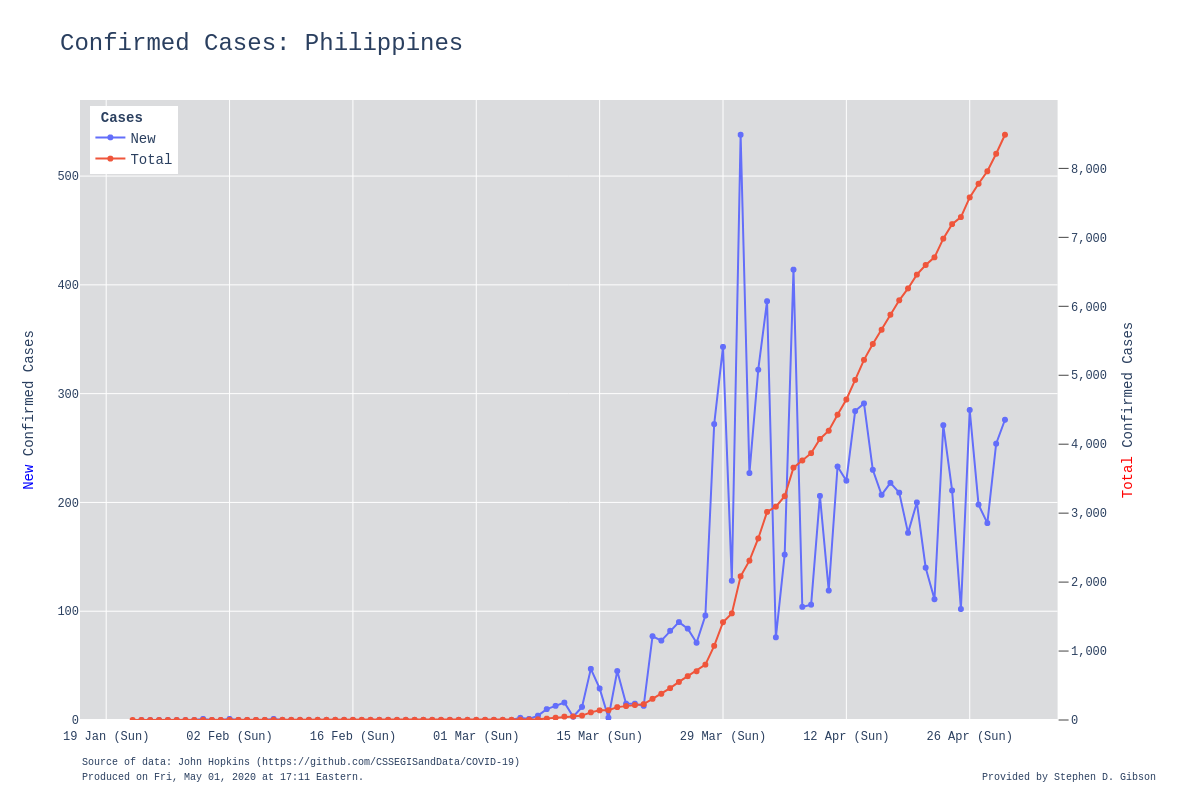 Confirmed Cases: Philippines
Cases
New
Total
500
400
300
200
100
0
8,000
7,000
6,000
5,000
4,000
3,000
2,000
1,000
0
New Confirmed Cases
Total Confirmed Cases
19 Jan (Sun) 02 Feb (Sun) 16 Feb (Sun) 01 Mar (Sun) 15 Mar (Sun) 29 Mar (Sun) 12 Apr (Sun) 26 Apr (Sun)
Source of data: John Hopkins (https://github.com/CSSEGISandData/COVID-19)
Produced on Fri, May 01, 2020 at 17:11 Eastern.
Provided by Stephen D. Gibson